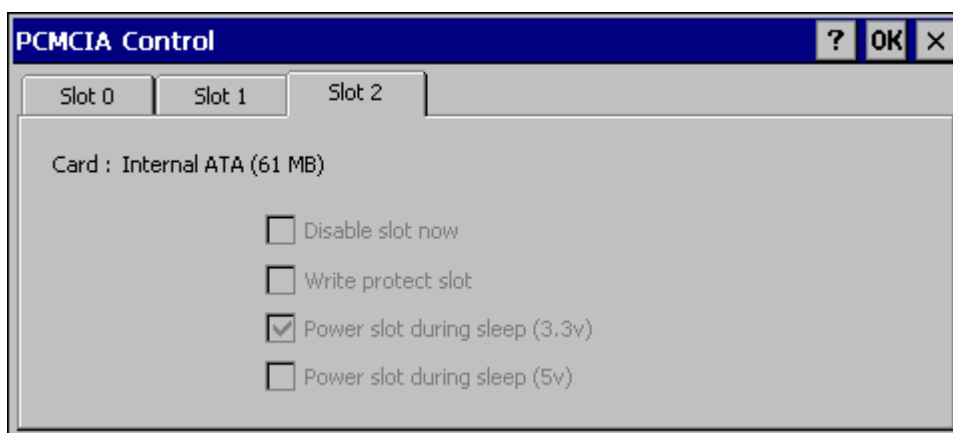 PCMCIA Control ? OK ×
Slot 0 Slot 1 Slot 2
Card : Internal ATA (61 MB)
Disable slot now
Write protect slot
Power slot during sleep (3.3v)
Power slot during sleep (5v)